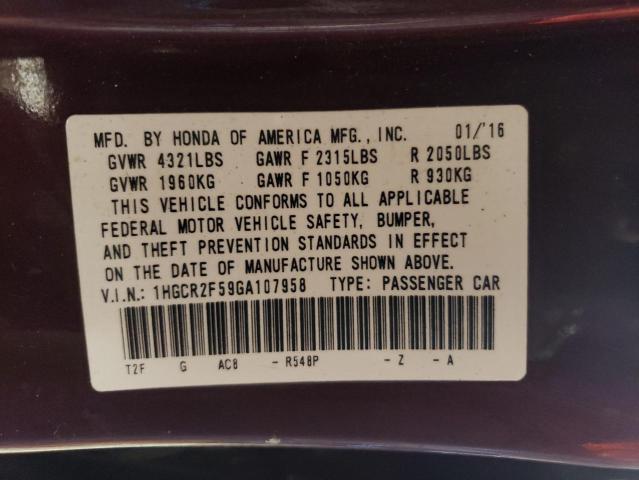 MFD. BY HONDA OF AMERICA MFG., INC. 01/'16
GVWR 4321LBS GAWR F 2315LBS R 2050LBS
GVWR 1960KG GAWR F 1050KG R 930KG
THIS VEHICLE CONFORMS TO ALL APPLICABLE
FEDERAL MOTOR VEHICLE SAFETY, BUMPER,
AND THEFT PREVENTION STANDARDS IN EFFECT
ON THE DATE OF MANUFACTURE SHOWN ABOVE.
V.I.N.: 1HGCR2F59GA107958 TYPE: PASSENGER CAR
T2F G AC8 - R548P - Z - A